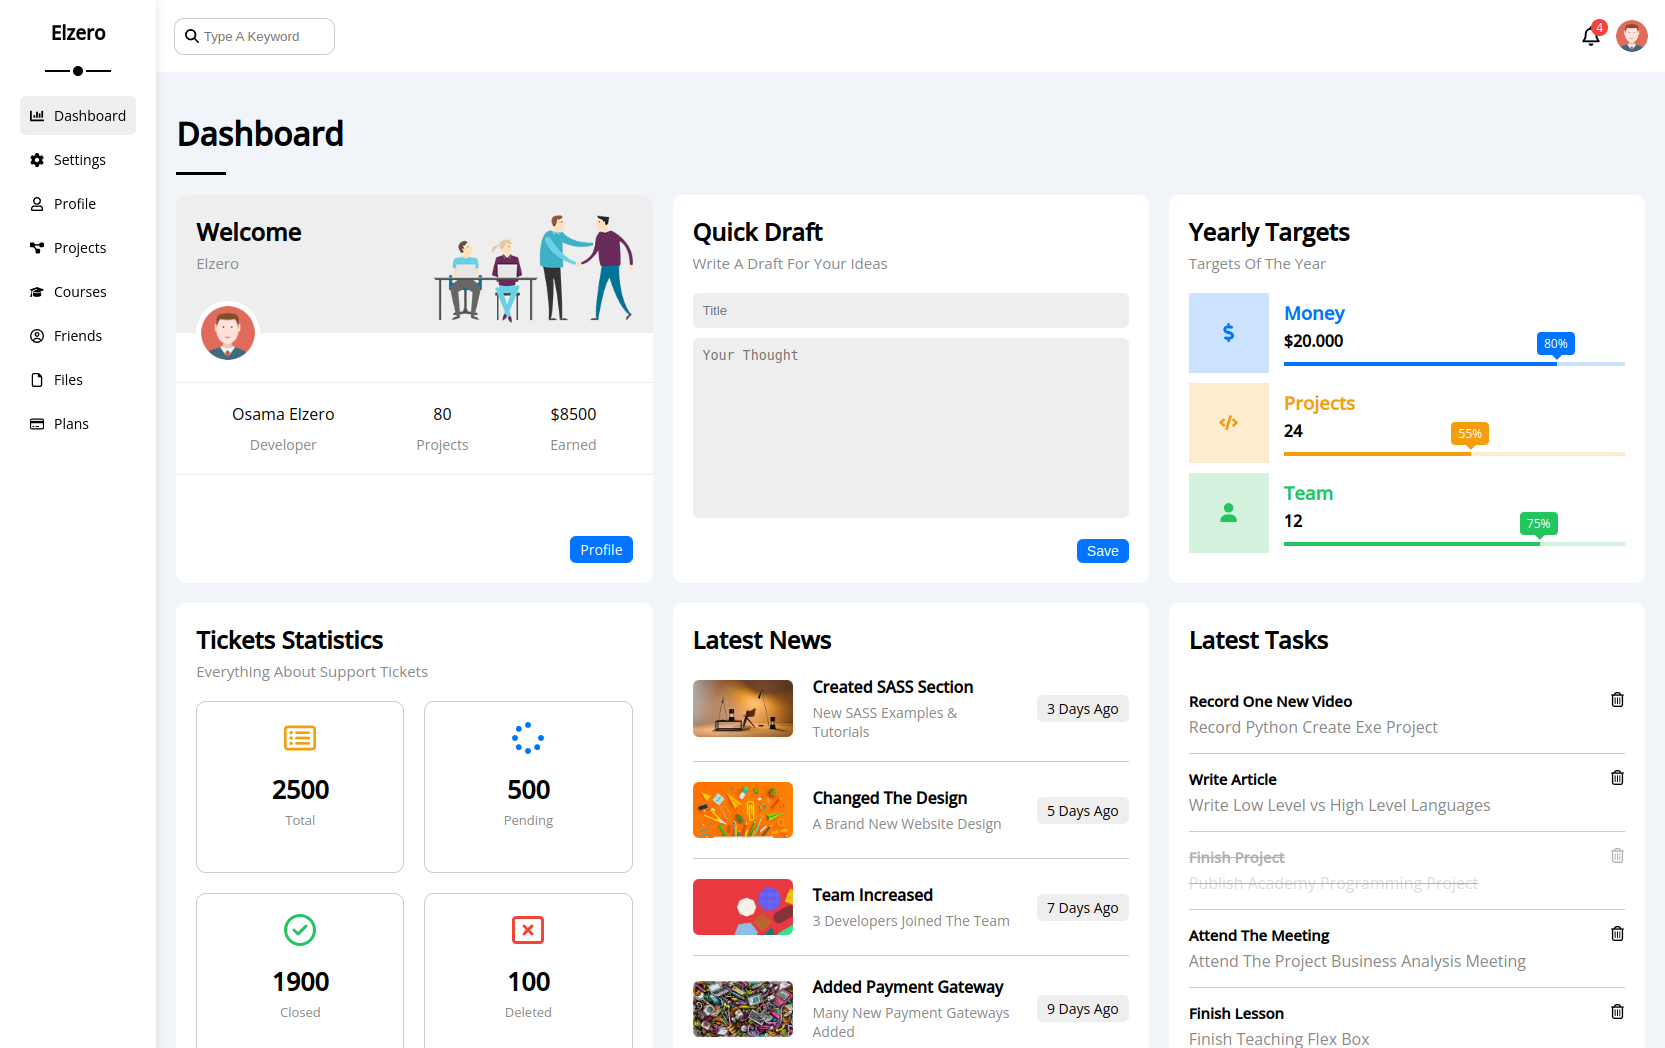 Elzero
Type A Keyword
4
Dashboard
Settings
Profile
Projects
Courses
Friends
Files
Plans
Dashboard
Welcome
Elzero
Osama Elzero
Developer
80
Projects
$8500
Earned
Profile
Quick Draft
Write A Draft For Your Ideas
Title
Your Thought
Save
Yearly Targets
Targets Of The Year
Money
$20.000
80%
Projects
24
55%
Team
12
75%
Tickets Statistics
Everything About Support Tickets
2500
Total
500
Pending
1900
Closed
100
Deleted
Latest News
Created SASS Section
New SASS Examples &
Tutorials
3 Days Ago
Changed The Design
A Brand New Website Design
5 Days Ago
Team Increased
3 Developers Joined The Team
7 Days Ago
Added Payment Gateway
Many New Payment Gateways
Added
9 Days Ago
Latest Tasks
Record One New Video
Record Python Create Exe Project
Write Article
Write Low Level vs High Level Languages
Finish Project
Publish Academy Programming Project
Attend The Meeting
Attend The Project Business Analysis Meeting
Finish Lesson
Finish Teaching Flex Box